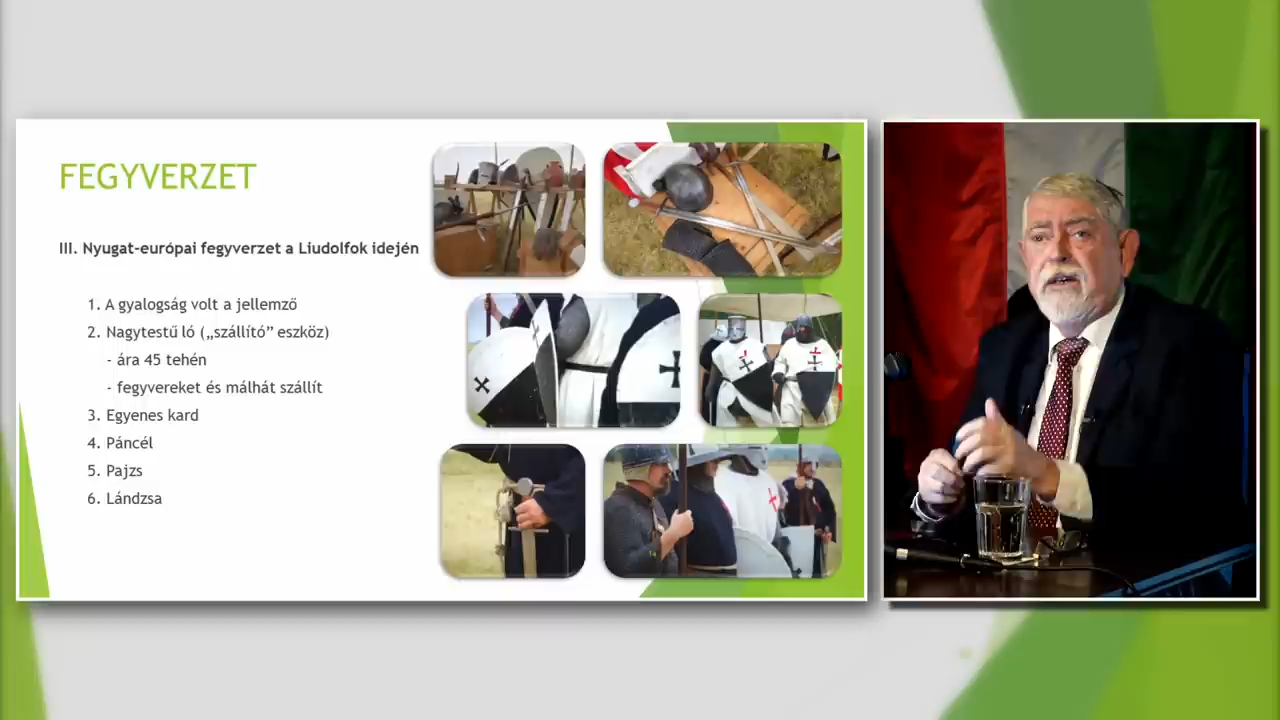 FEGYVERZET
III. Nyugat-európai fegyverzet a Liudolfok idején
1. A gyalogság volt a jellemző
2. Nagytestű ló („szállító” eszköz)
- ára 45 tehén
- fegyvereket és málhát szállít
3. Egyenes kard
4. Páncél
5. Pajzs
6. Lándzsa